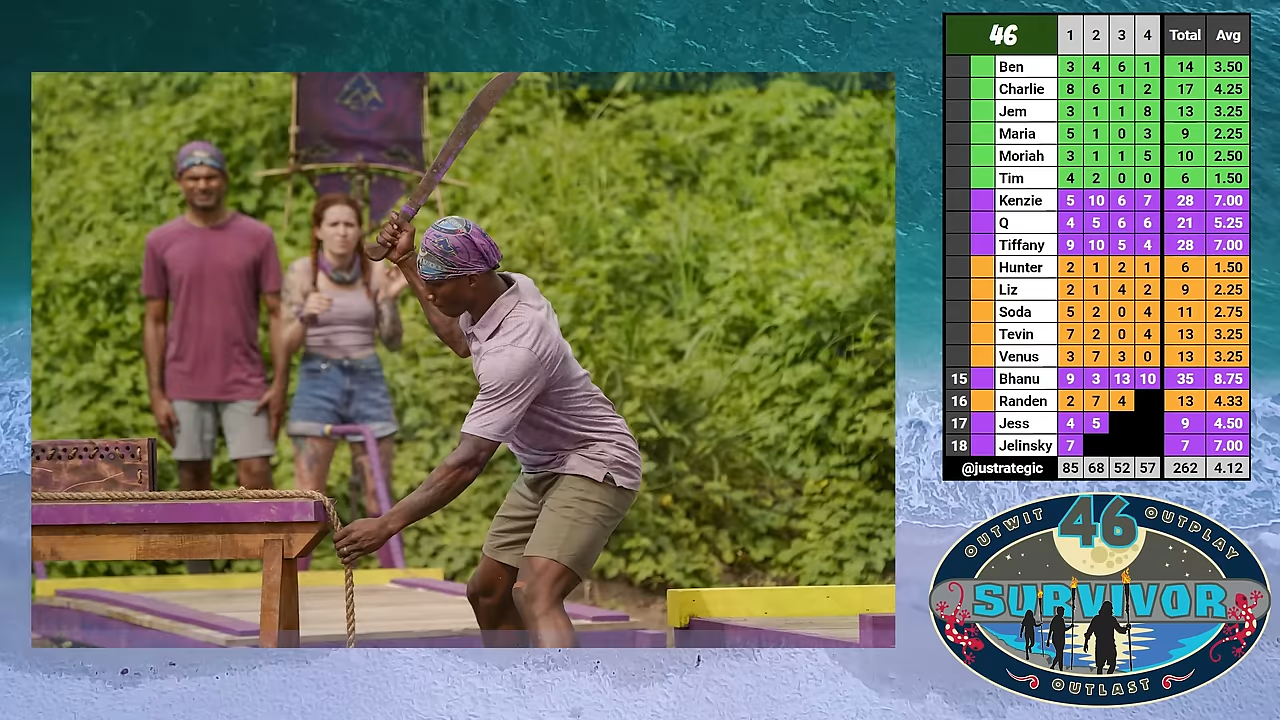 46 1 2 3 4 Total Avg
Ben 3 4 6 1 14 3.50
Charlie 8 6 1 2 17 4.25
Jem 3 1 1 8 13 3.25
Maria 5 1 0 3 9 2.25
Moriah 3 1 1 5 10 2.50
Tim 4 2 0 0 6 1.50
Kenzie 5 10 6 7 28 7.00
Q 4 5 6 6 21 5.25
Tiffany 9 10 5 4 28 7.00
Hunter 2 1 2 1 6 1.50
Liz 2 1 4 2 9 2.25
Soda 5 2 0 4 11 2.75
Tevin 7 2 0 4 13 3.25
Venus 3 7 3 0 13 3.25
15 Bhanu 9 3 13 10 35 8.75
16 Randen 2 7 4 13 4.33
17 Jess 4 5 9 4.50
18 Jelinsky 7 7 7.00
@justrategic 85 68 52 57 262 4.12
OUTWIT 46 OUTPLAY
SURVIVOR
OUTLAST